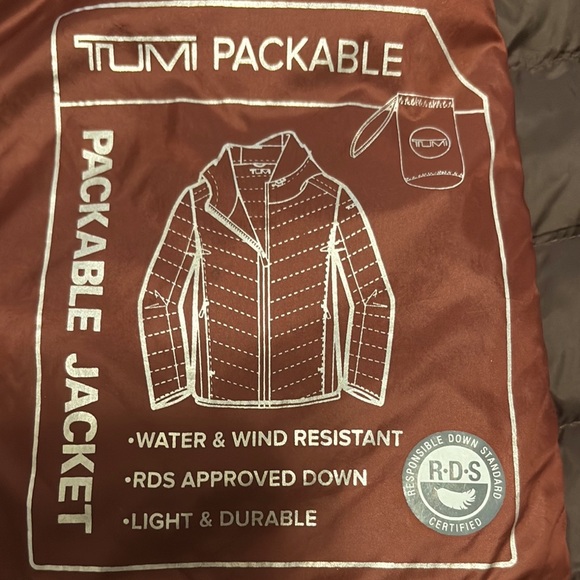 TUMI PACKABLE
PACKABLE JACKET
TUMI
TUMI
•WATER & WIND RESISTANT
•RDS APPROVED DOWN
•LIGHT & DURABLE
RESPONSIBLE DOWN STANDARD
R·D·S
CERTIFIED